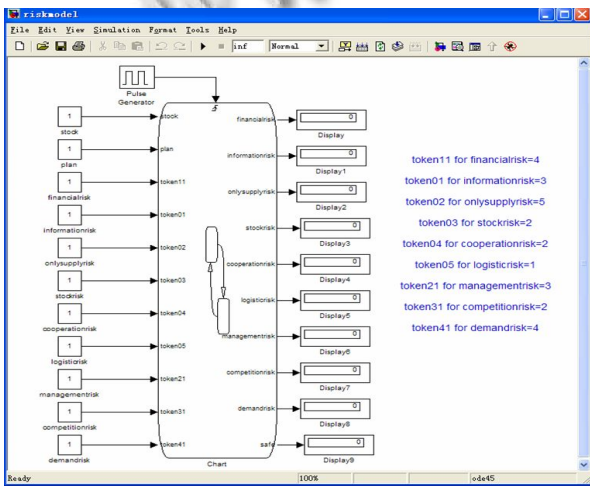 riskmodel
File Edit View Simulation Format Tools Help
inf Normal
Pulse
Generator
1
stock
1
plan
1
financialrisk
1
informationrisk
1
onlysupplyrisk
1
stockrisk
1
cooperationrisk
1
logisticrisk
1
managementrisk
1
competitionrisk
1
demandrisk
stock
plan
token11
token01
token02
token03
token04
token05
token21
token31
token41
financialrisk
informationrisk
onlysupplyrisk
stockrisk
cooperationrisk
logisticrisk
managementrisk
competitionrisk
demandrisk
safe
Chart
0
Display
0
Display1
0
Display2
0
Display3
0
Display4
0
Display5
0
Display6
0
Display7
0
Display8
0
Display9
token11 for financialrisk=4
token01 for informationrisk=3
token02 for onlysupplyrisk=5
token03 for stockrisk=2
token04 for cooperationrisk=2
token05 for logisticrisk=1
token21 for managementrisk=3
token31 for competitionrisk=2
token41 for demandrisk=4
Ready 100% ode45